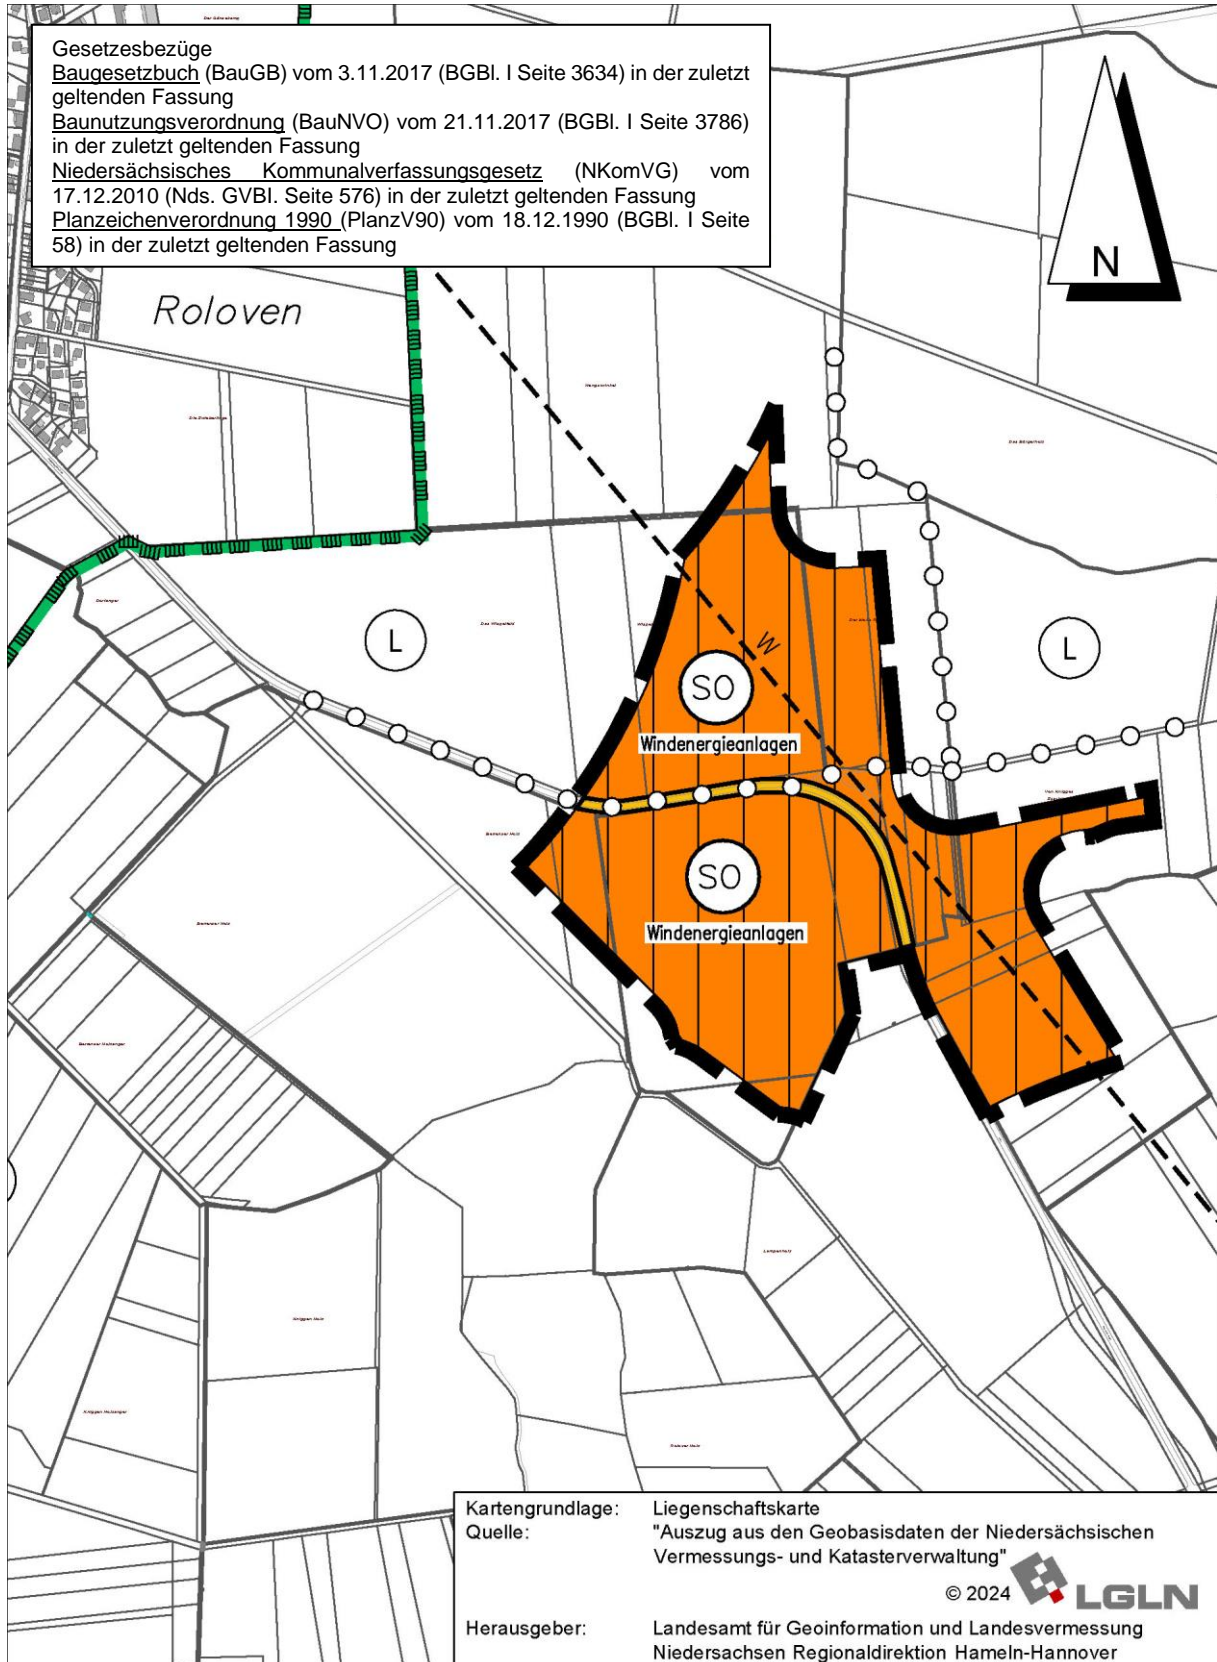 Gesetzesbezüge
Baugesetzbuch (BauGB) vom 3.11.2017 (BGBl. I Seite 3634) in der zuletzt
geltenden Fassung
Baunutzungsverordnung (BauNVO) vom 21.11.2017 (BGBl. I Seite 3786)
in der zuletzt geltenden Fassung
Niedersächsisches Kommunalverfassungsgesetz (NKomVG) vom
17.12.2010 (Nds. GVBl. Seite 576) in der zuletzt geltenden Fassung
Planzeichenverordnung 1990 (PlanzV90) vom 18.12.1990 (BGBl. I Seite
58) in der zuletzt geltenden Fassung
N
Roloven
L
W
L
SO
Windenergieanlagen
SO
Windenergieanlagen
Kartengrundlage: Liegenschaftskarte
Quelle: "Auszug aus den Geobasisdaten der Niedersächsischen
Vermessungs- und Katasterverwaltung"
© 2024 LGLN
Herausgeber: Landesamt für Geoinformation und Landesvermessung
Niedersachsen Regionaldirektion Hameln-Hannover